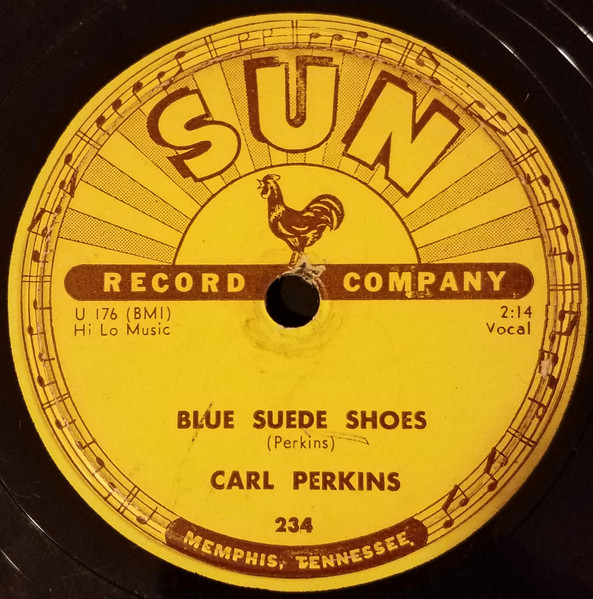 SUN
RECORD COMPANY
U 176 (BMI)
Hi Lo Music
2:14
Vocal
BLUE SUEDE SHOES
(Perkins)
CARL PERKINS
234
MEMPHIS, TENNESSEE